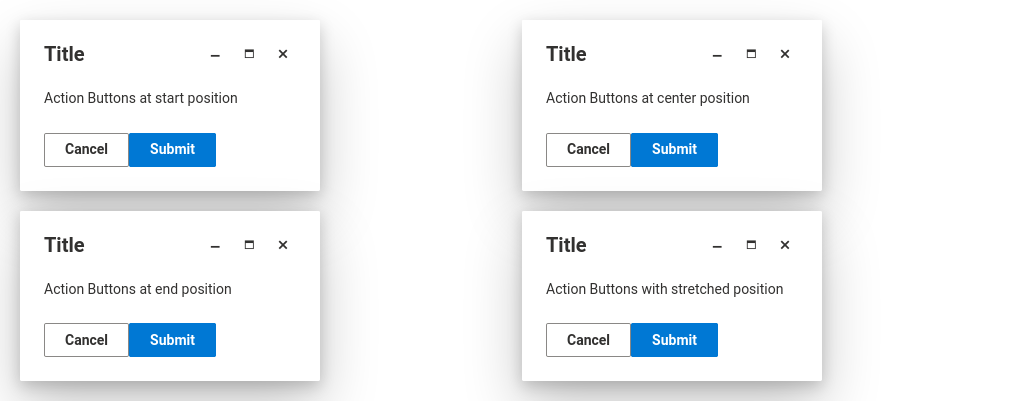 Title
Action Buttons at start position
Cancel Submit
Title
Action Buttons at center position
Cancel Submit
Title
Action Buttons at end position
Cancel Submit
Title
Action Buttons with stretched position
Cancel Submit